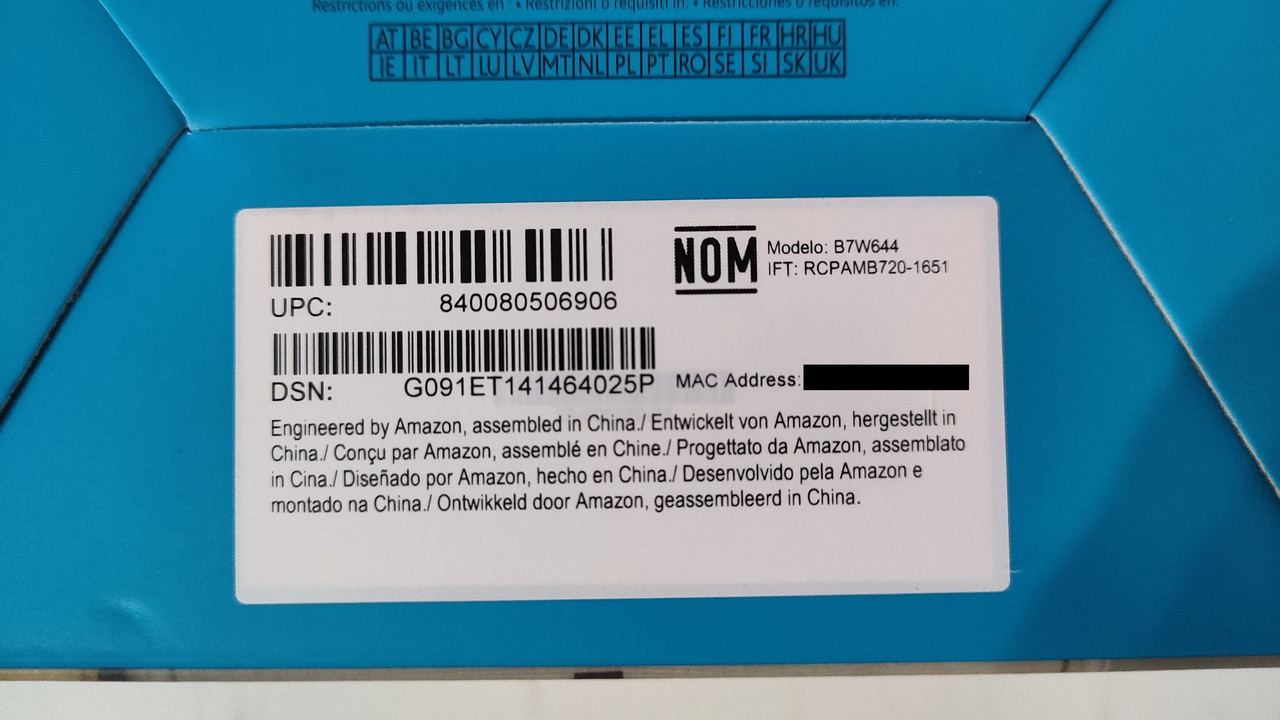 Restrictions ou exigences en : • Restrizioni o requisiti in: • Restricciones o requisitos en:
AT BE BG CY CZ DE DK EE EL ES FI FR HR HU
IE IT LT LU LV MT NL PL PT RO SE SI SK UK
NOM
Modelo: B7W644
IFT: RCPAMB720-1651
UPC: 840080506906
DSN: G091ET141464025P
MAC Address:
Engineered by Amazon, assembled in China./ Entwickelt von Amazon, hergestellt in
China./ Conçu par Amazon, assemblé en Chine./ Progettato da Amazon, assemblato
in Cina./ Diseñado por Amazon, hecho en China./ Desenvolvido pela Amazon e
montado na China./ Ontwikkeld door Amazon, geassembleerd in China.